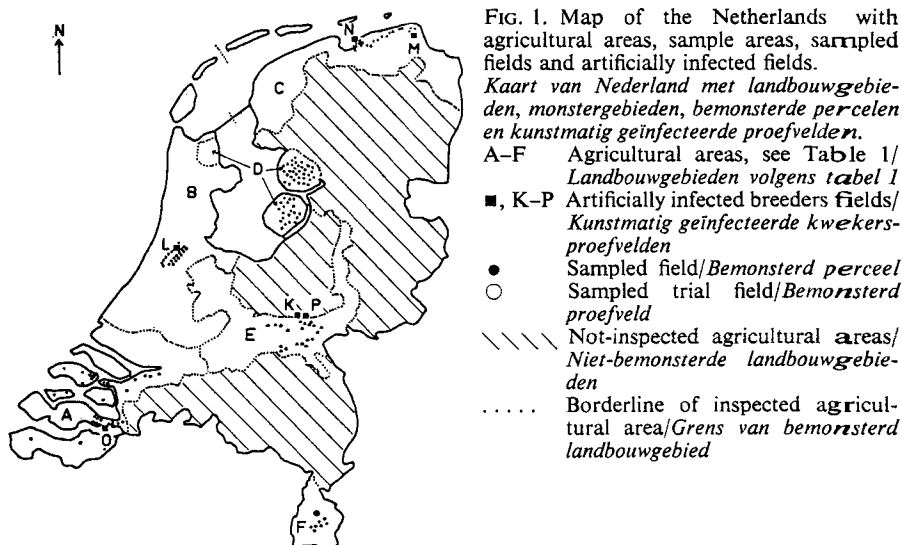 N
N
M
C
D
B
L
K
P
E
A
O
F
FIG. 1. Map of the Netherlands with
agricultural areas, sample areas, sampled
fields and artificially infected fields.
Kaart van Nederland met landbouwgebie-
den, monstergebieden, bemonsterde percelen
en kunstmatig geïnfecteerde proefvelden.
A–F Agricultural areas, see Table 1/
Landbouwgebieden volgens tabel 1
■, K–P Artificially infected breeders fields/
Kunstmatig geïnfecteerde kwekers-
proefvelden
● Sampled field/Bemonsterd perceel
○ Sampled trial field/Bemonsterd
proefveld
Not-inspected agricultural areas/
Niet-bemonsterde landbouwgebie-
den
..... Borderline of inspected agricul-
tural area/Grens van bemonsterd
landbouwgebied